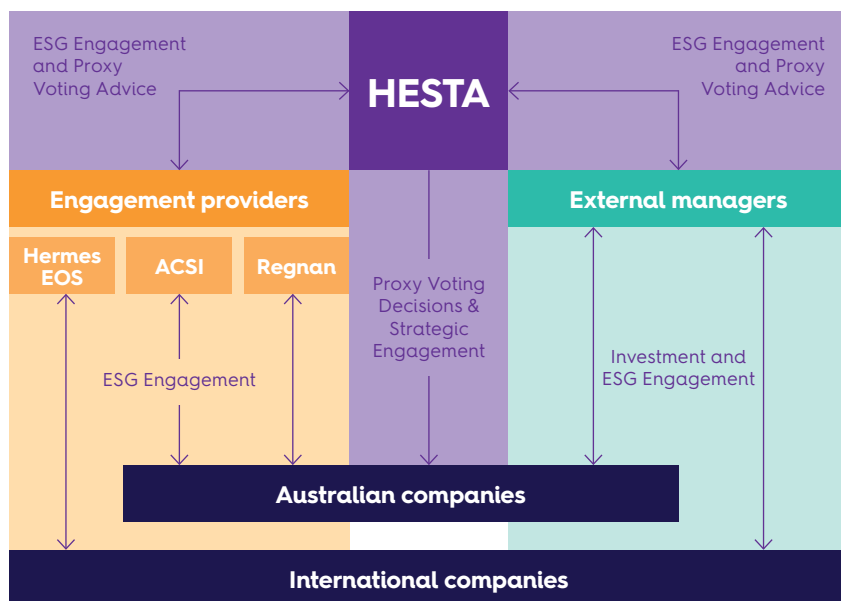 ESG Engagement
and Proxy
Voting Advice
HESTA
ESG Engagement
and Proxy
Voting Advice
Engagement providers
External managers
Hermes
EOS
ACSI
Regnan
Proxy Voting
Decisions &
Strategic
Engagement
ESG Engagement
Investment and
ESG Engagement
Australian companies
International companies